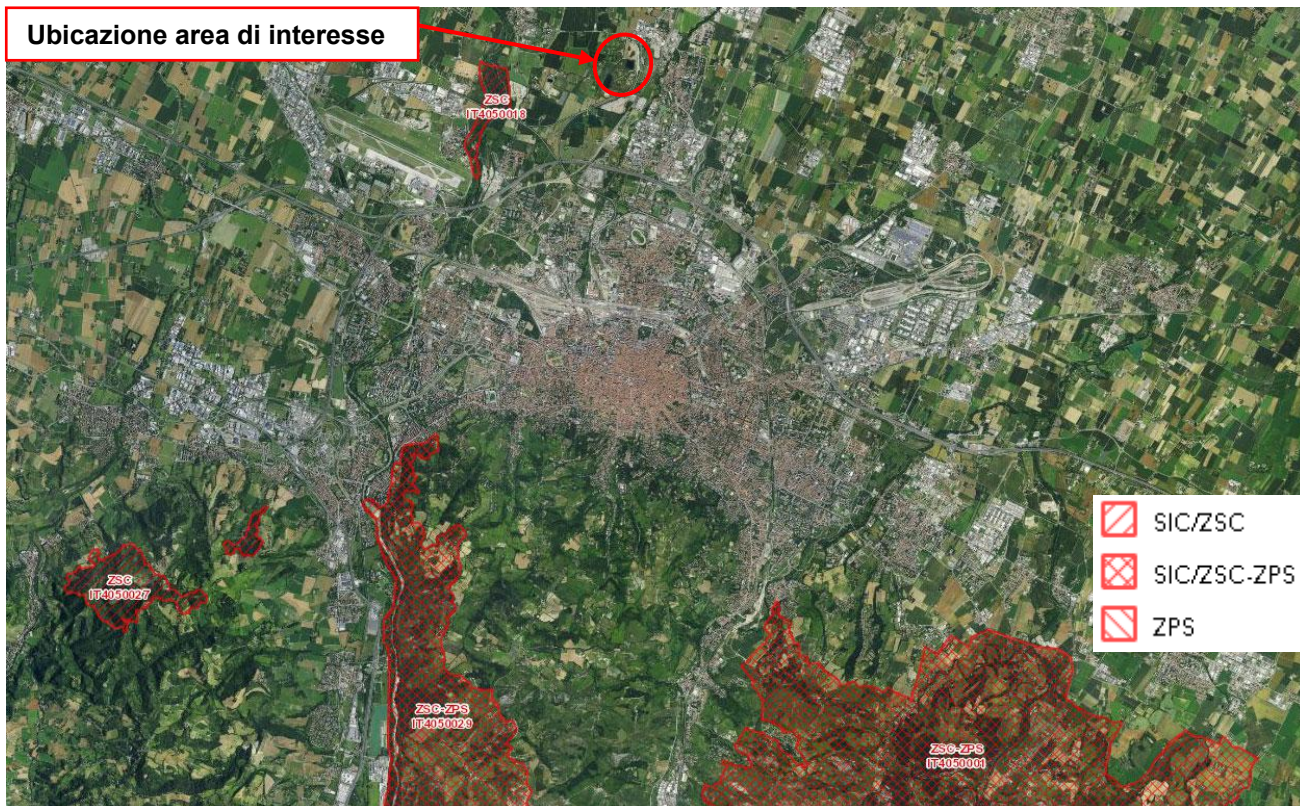 Ubicazione area di interesse
ZSC
IT4050018
ZSC
IT4050027
ZSC-ZPS
IT4050029
ZSC-ZPS
IT4050001
SIC/ZSC
SIC/ZSC-ZPS
ZPS